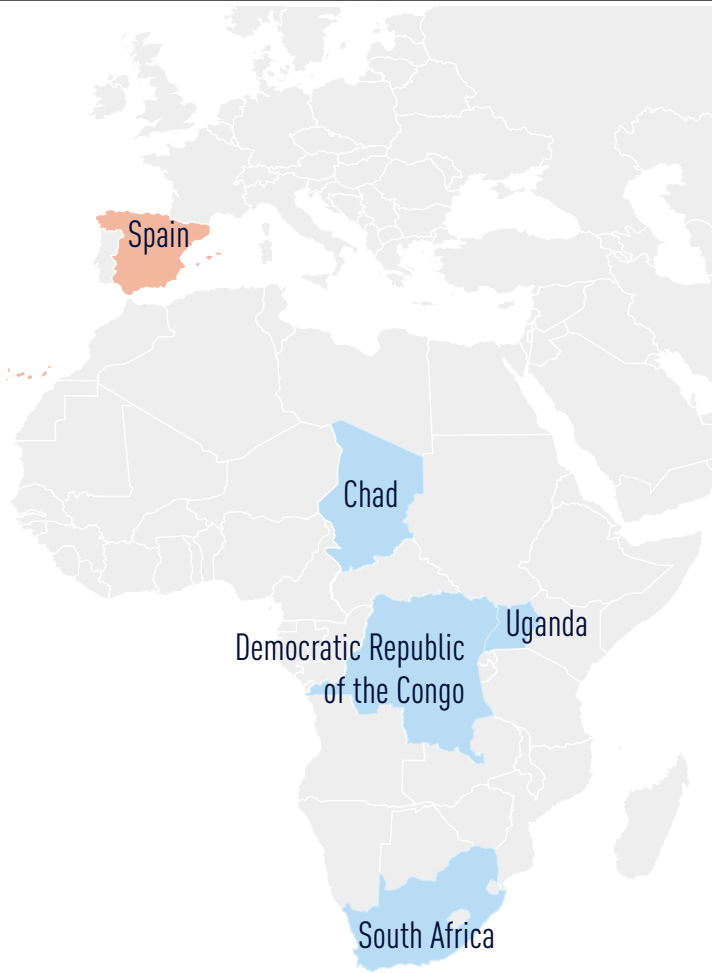 Spain
Chad
Uganda
Democratic Republic
of the Congo
South Africa